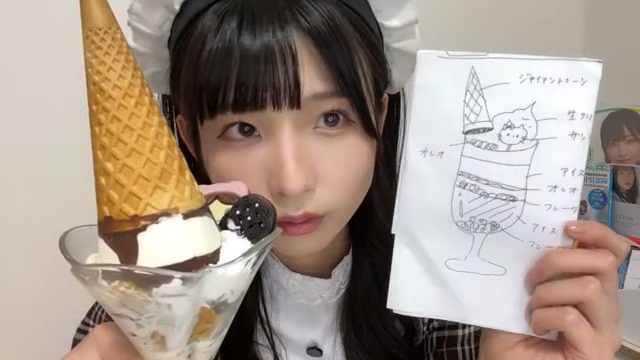 ジャイアントコーン
生クリ
サン
オレオ
アイス
オレオ
フレーク
アイス
フレー